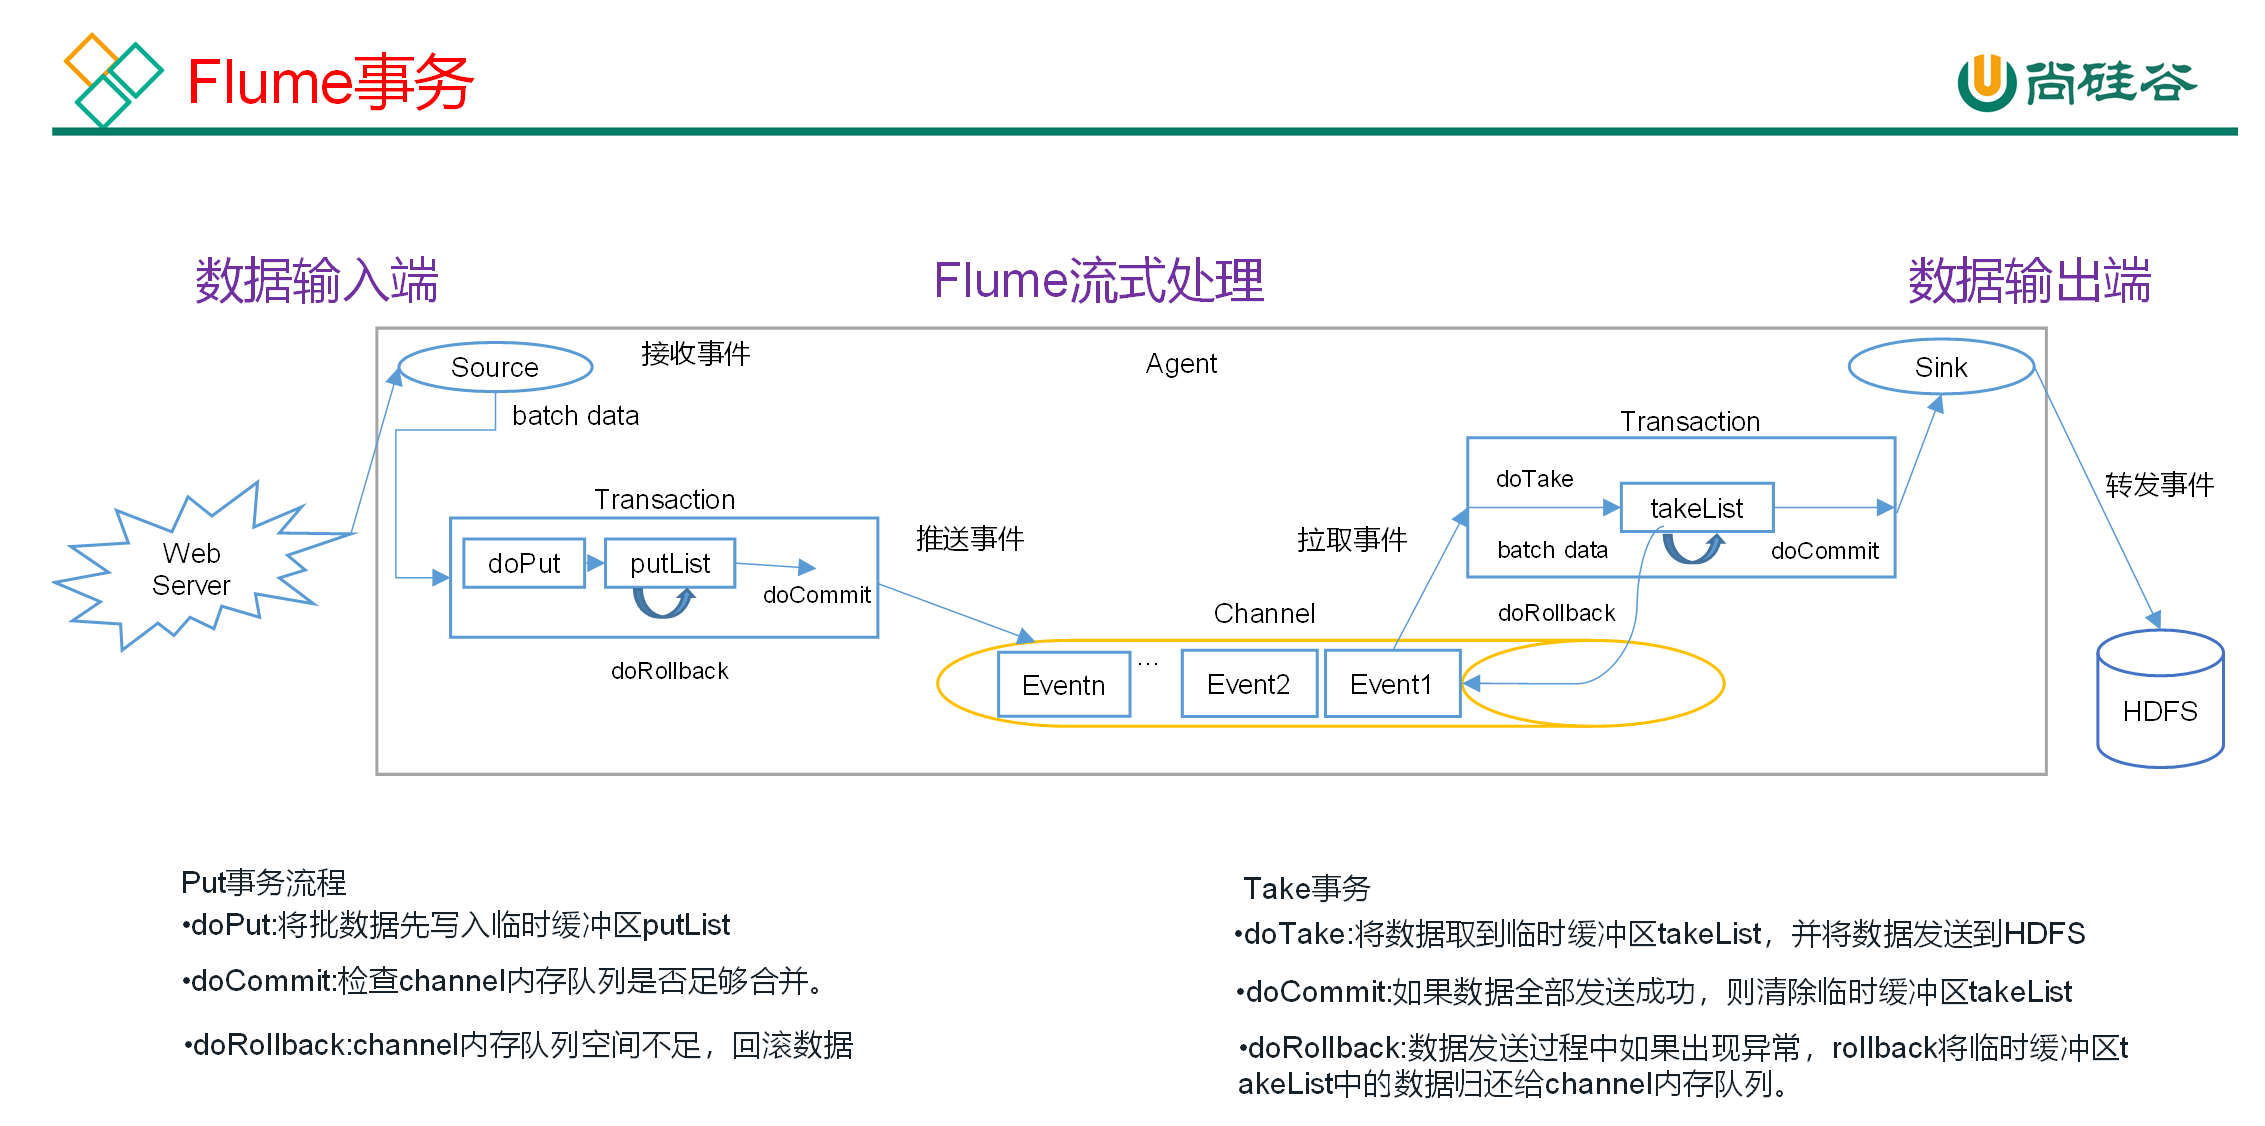 Flume事务
尚硅谷
数据输入端
Flume流式处理
数据输出端
Source
接收事件
Agent
Sink
batch data
Transaction
doTake
takeList
转发事件
Transaction
推送事件
拉取事件
batch data
doCommit
Web
Server
doPut
putList
doCommit
Channel
doRollback
doRollback
Eventn
...
Event2
Event1
HDFS
Put事务流程
•doPut:将批数据先写入临时缓冲区putList
•doCommit:检查channel内存队列是否足够合并。
•doRollback:channel内存队列空间不足，回滚数据
Take事务
•doTake:将数据取到临时缓冲区takeList，并将数据发送到HDFS
•doCommit:如果数据全部发送成功，则清除临时缓冲区takeList
•doRollback:数据发送过程中如果出现异常，rollback将临时缓冲区t
akeList中的数据归还给channel内存队列。